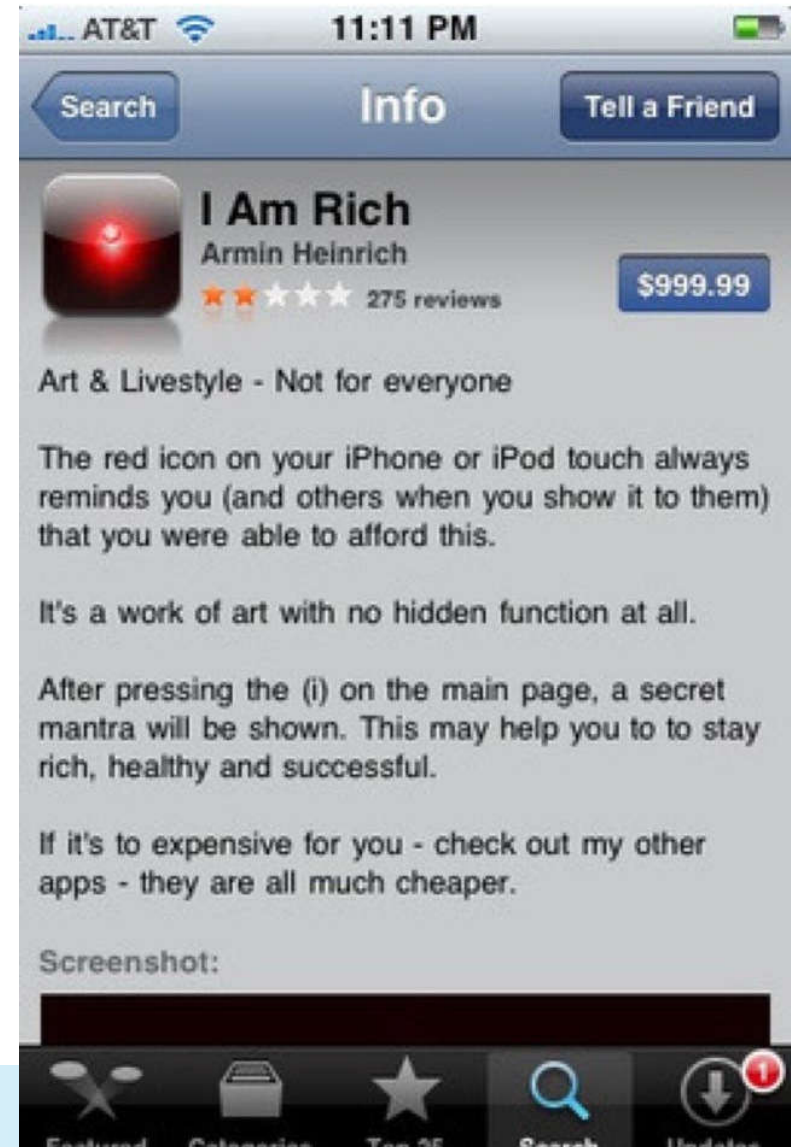 AT&T 11:11 PM
Search Info Tell a Friend
I Am Rich
Armin Heinrich
275 reviews $999.99
Art & Livestyle - Not for everyone
The red icon on your iPhone or iPod touch always
reminds you (and others when you show it to them)
that you were able to afford this.
It's a work of art with no hidden function at all.
After pressing the (i) on the main page, a secret
mantra will be shown. This may help you to to stay
rich, healthy and successful.
If it's to expensive for you - check out my other
apps - they are all much cheaper.
Screenshot:
1
Featured Categories Top 25 Search Updates